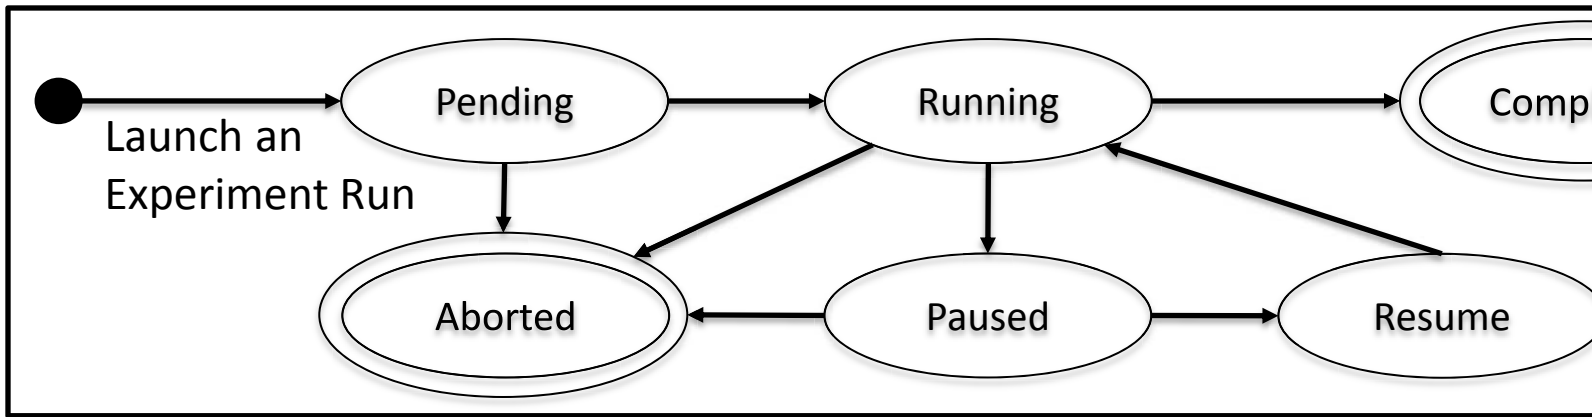 Pending
Running
Comp
Launch an
Experiment Run
Aborted
Paused
Resume